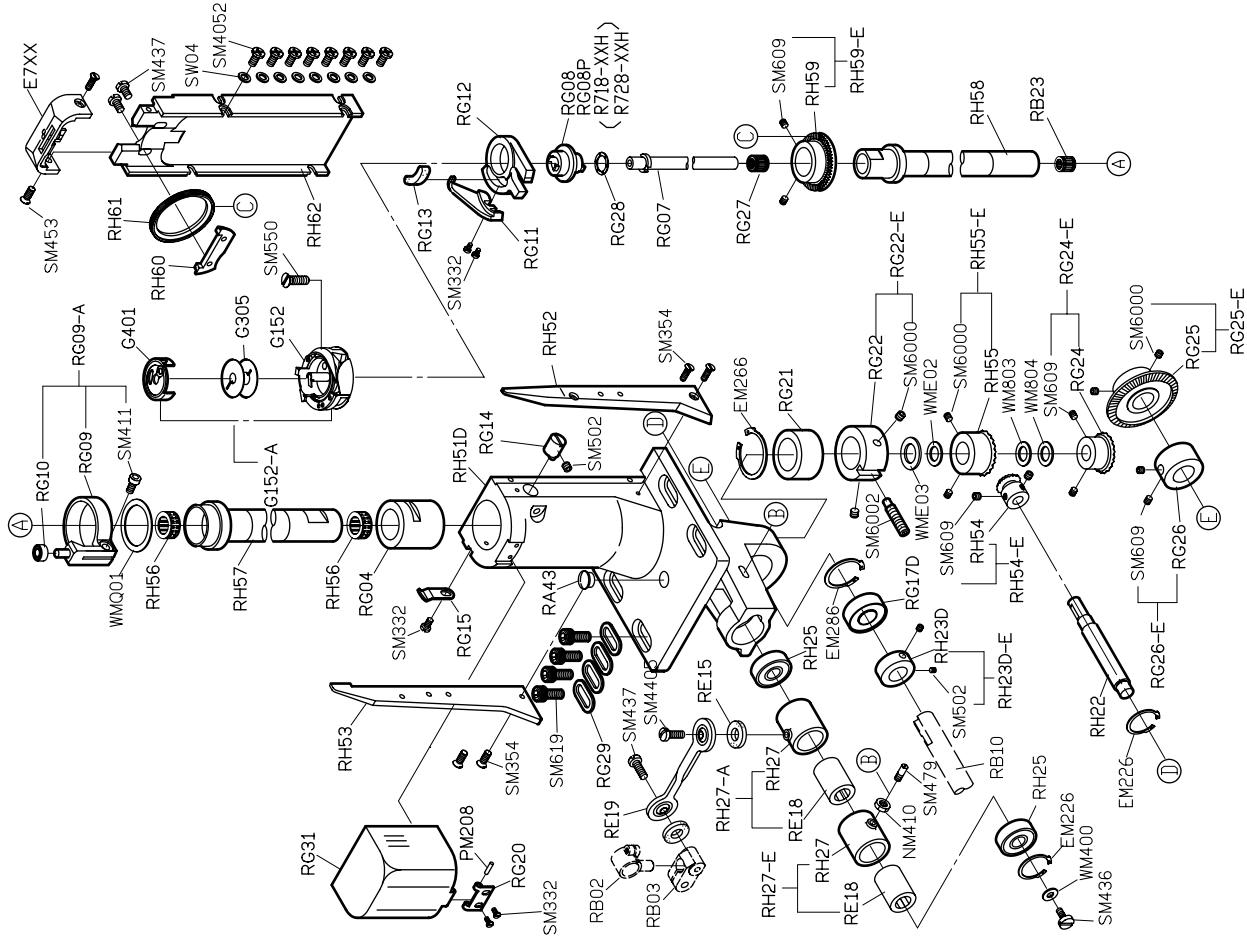 E7XX
SM437
SW04
SM4052
SM453
RH61
RH60
RH62
C
SM550
RG12
RG13
RG11
SM332
RG08
RG08P
(R718-XXH)
(R728-XXH)
RG28
RG07
RG27
C
SM609
RH59
RH59-E
RH58
RB23
A
RG09-A
RG10
RG09
SM411
G401
G305
G152
G152-A
A
WMQ01
RH56
RH57
RH56
RG04
RH52
SM354
RG14
SM502
RH51D
SM332
RG15
RA43
D
E
B
EM266
RG21
RG22
SM6000
RG22-E
SM6002
WME03
WME02
SM6000
RH55
RH55-E
WM803
WM804
SM609
RG24
RG24-E
SM6000
RG25
RG25-E
SM609
RG26
RG26-E
E
SM609
RH54
RH54-E
RH22
EM226
D
RH53
SM354
SM619
RG29
SM437
SM440
RE15
RE19
RB02
RB03
RG31
PM208
RG20
SM332
RH25
EM286
RG17D
RH23D
SM502
RH23D-E
RB10
RH27
RE18
RH27-A
B
SM479
NM410
RH27
RE18
RH27-E
RH25
EM226
WM400
SM436